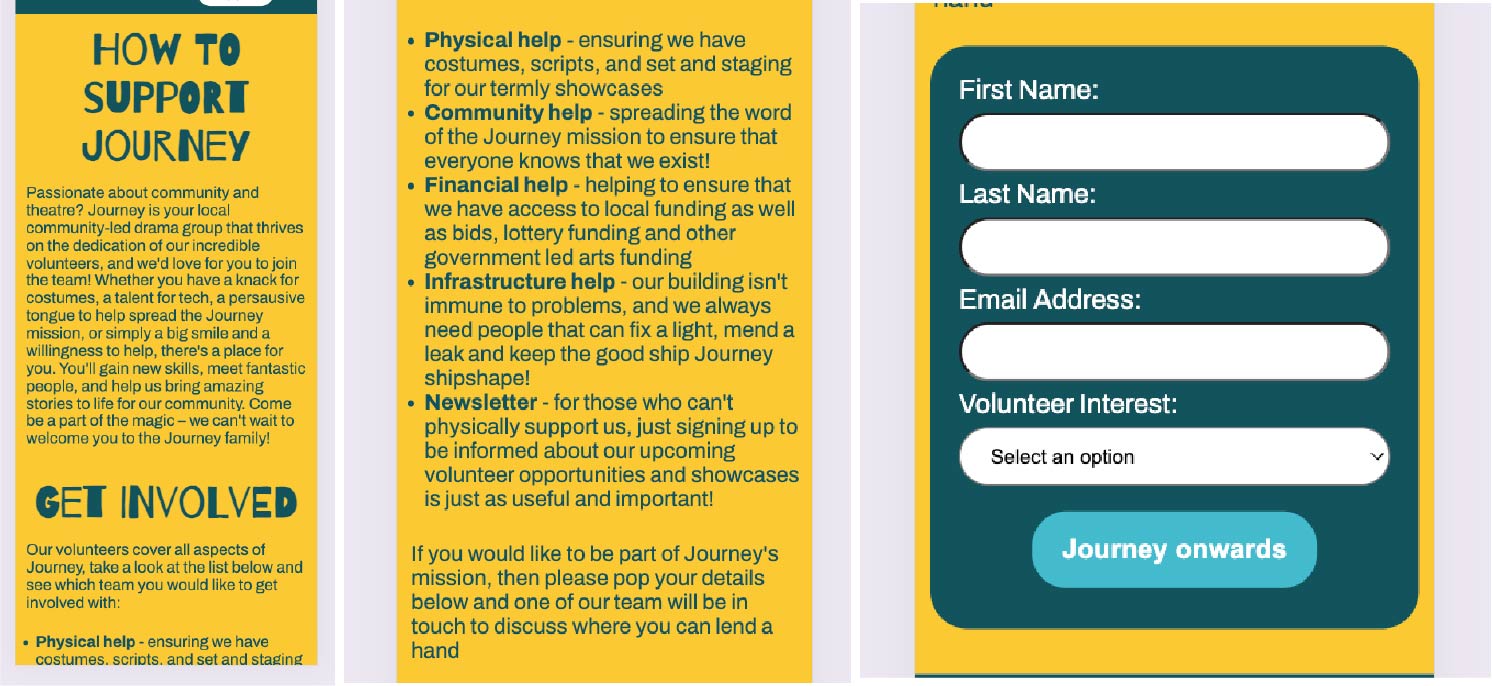 HOW TO
SUPPORT
JOURNEY
Passionate about community and
theatre? Journey is your local
community-led drama group that thrives
on the dedication of our incredible
volunteers, and we'd love for you to join
the team! Whether you have a knack for
costumes, a talent for tech, a persausive
tongue to help spread the Journey
mission, or simply a big smile and a
willingness to help, there's a place for
you. You'll gain new skills, meet fantastic
people, and help us bring amazing
stories to life for our community. Come
be a part of the magic – we can't wait to
welcome you to the Journey family!
GET INVOLVED
Our volunteers cover all aspects of
Journey, take a look at the list below and
see which team you would like to get
involved with:
• Physical help - ensuring we have
costumes, scripts, and set and staging
• Physical help - ensuring we have
costumes, scripts, and set and staging
for our termly showcases
• Community help - spreading the word
of the Journey mission to ensure that
everyone knows that we exist!
• Financial help - helping to ensure that
we have access to local funding as well
as bids, lottery funding and other
government led arts funding
• Infrastructure help - our building isn't
immune to problems, and we always
need people that can fix a light, mend a
leak and keep the good ship Journey
shipshape!
• Newsletter - for those who can't
physically support us, just signing up to
be informed about our upcoming
volunteer opportunities and showcases
is just as useful and important!
If you would like to be part of Journey's
mission, then please pop your details
below and one of our team will be in
touch to discuss where you can lend a
hand
hand
First Name:
Last Name:
Email Address:
Volunteer Interest:
Select an option
Journey onwards